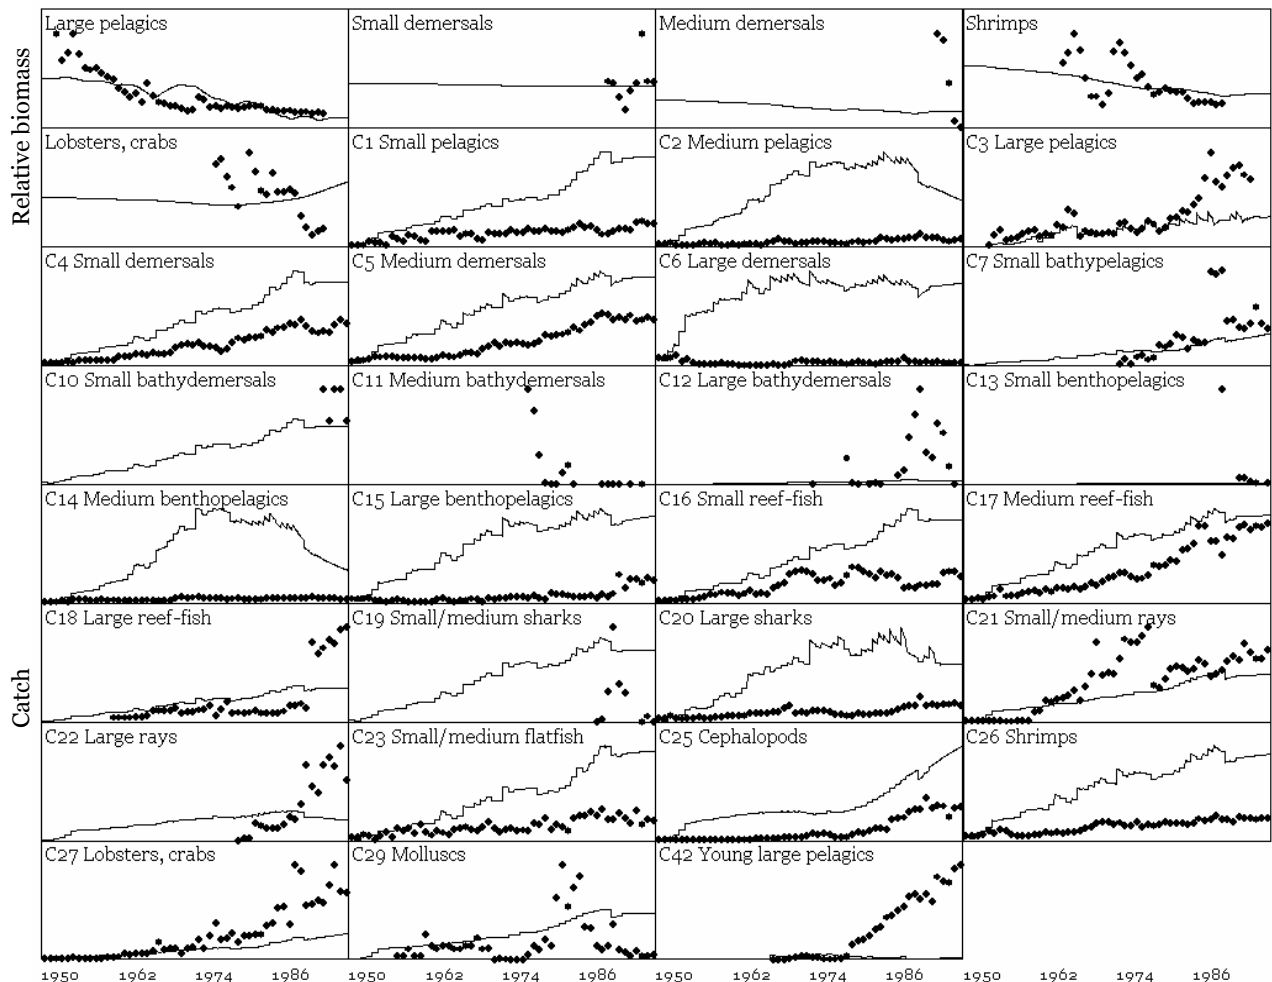 Relative biomass
Large pelagics
Small demersals
Medium demersals
Shrimps
Lobsters, crabs
C1 Small pelagics
C2 Medium pelagics
C3 Large pelagics
C4 Small demersals
C5 Medium demersals
C6 Large demersals
C7 Small bathypelagics
C10 Small bathydemersals
C11 Medium bathydemersals
C12 Large bathydemersals
C13 Small benthopelagics
C14 Medium benthopelagics
C15 Large benthopelagics
C16 Small reef-fish
C17 Medium reef-fish
Catch
C18 Large reef-fish
C19 Small/medium sharks
C20 Large sharks
C21 Small/medium rays
C22 Large rays
C23 Small/medium flatfish
C25 Cephalopods
C26 Shrimps
C27 Lobsters, crabs
C29 Molluscs
C42 Young large pelagics
1950 1962 1974 1986 1950 1962 1974 1986 1950 1962 1974 1986 1950 1962 1974 1986